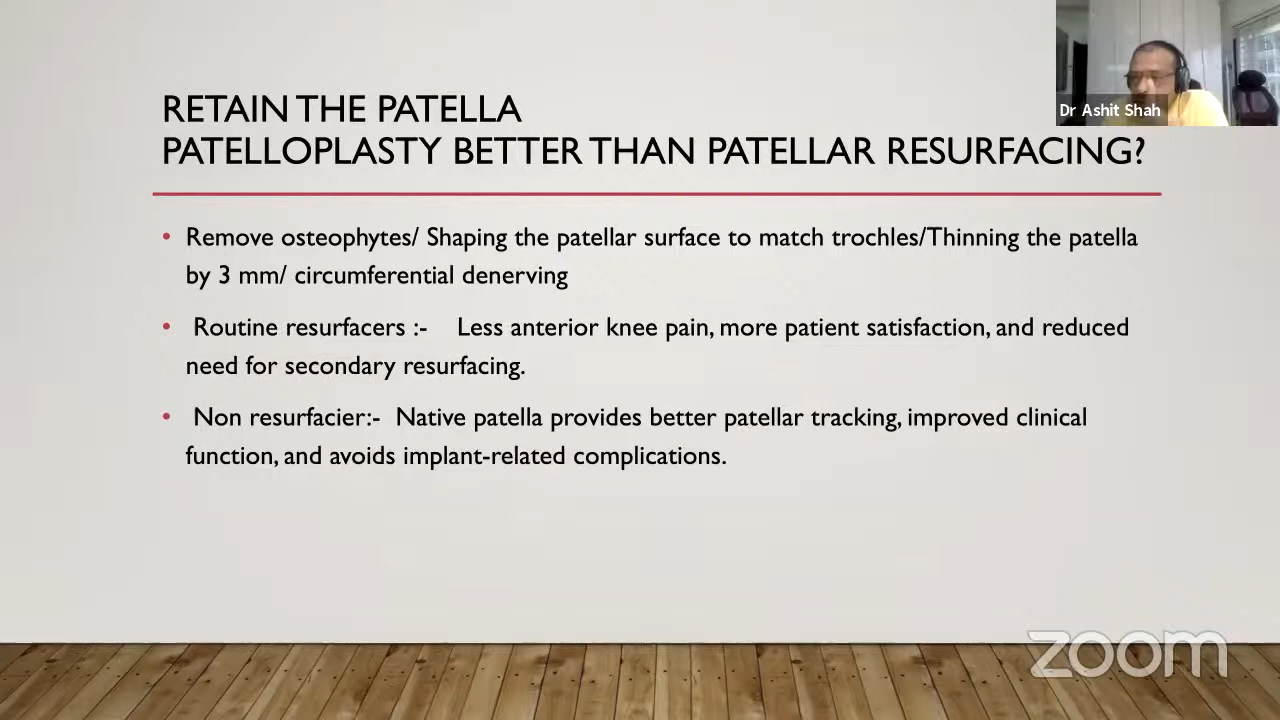 RETAIN THE PATELLA
PATELLOPLASTY BETTER THAN PATELLAR RESURFACING?
Dr Ashit Shah
• Remove osteophytes/ Shaping the patellar surface to match trochles/Thinning the patella
by 3 mm/ circumferential denerving
• Routine resurfacers :- Less anterior knee pain, more patient satisfaction, and reduced
need for secondary resurfacing.
• Non resurfacier:- Native patella provides better patellar tracking, improved clinical
function, and avoids implant-related complications.
zoom